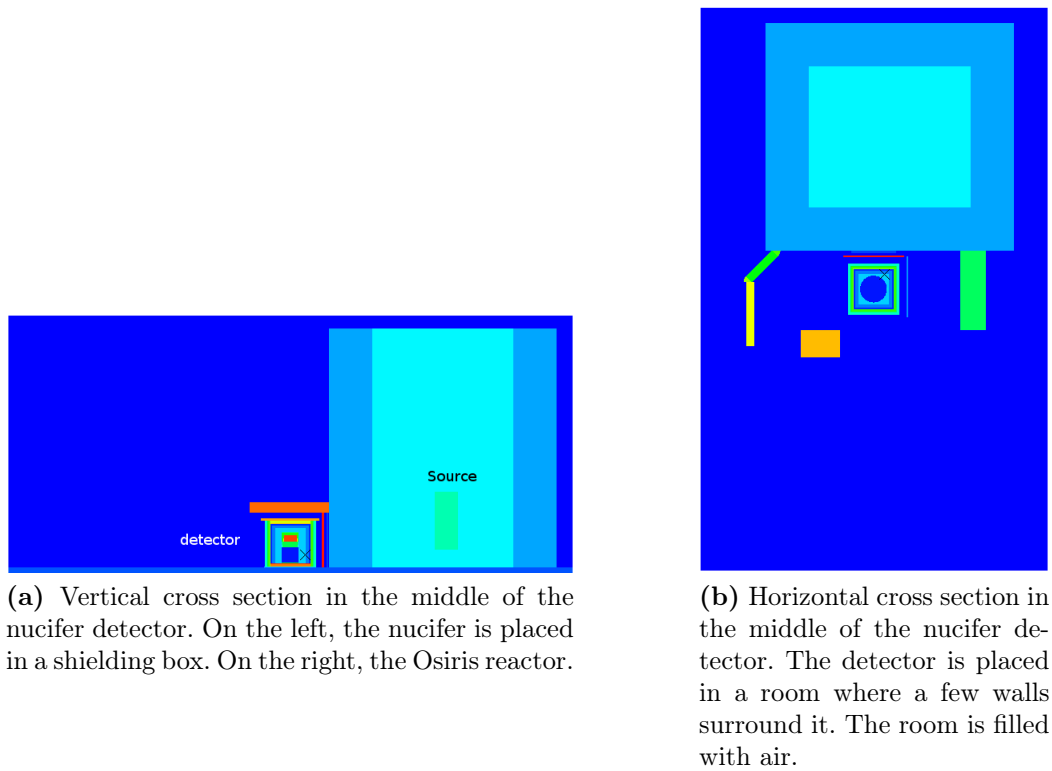 Source
detector
(a) Vertical cross section in the middle of the
nucifer detector. On the left, the nucifer is placed
in a shielding box. On the right, the Osiris reactor.
(b) Horizontal cross section in
the middle of the nucifer de-
tector. The detector is placed
in a room where a few walls
surround it. The room is filled
with air.